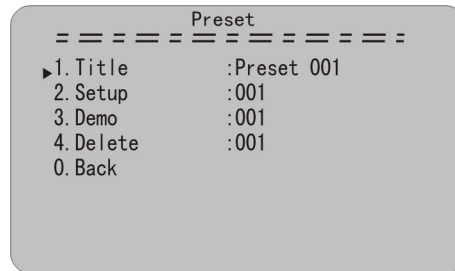 Preset
= = = = = = = = = = = =
▶1. Title :Preset 001
2. Setup :001
3. Demo :001
4. Delete :001
0. Back